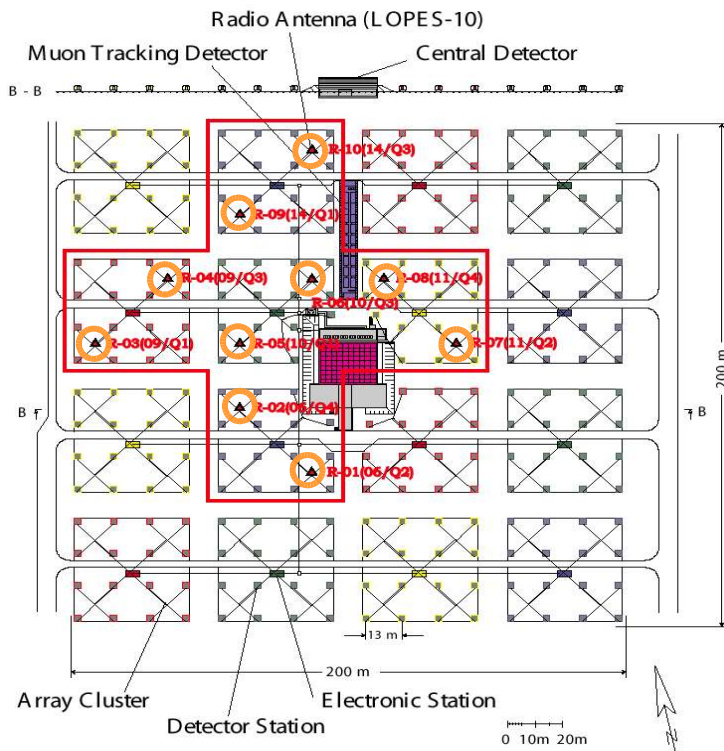 Radio Antenna (LOPES-10)
Muon Tracking Detector
Central Detector
B - B
R-10(14/Q3)
R-09(14/Q1)
R-04(09/Q3)
R-08(11/Q4)
R-06(10/Q3)
R-03(09/Q1)
R-05(10/
R-07(11/Q2)
200 m
B
B
R-02(06/Q4)
R-01(06/Q2)
13 m
200 m
Array Cluster
Electronic Station
Detector Station
0 10m 20m